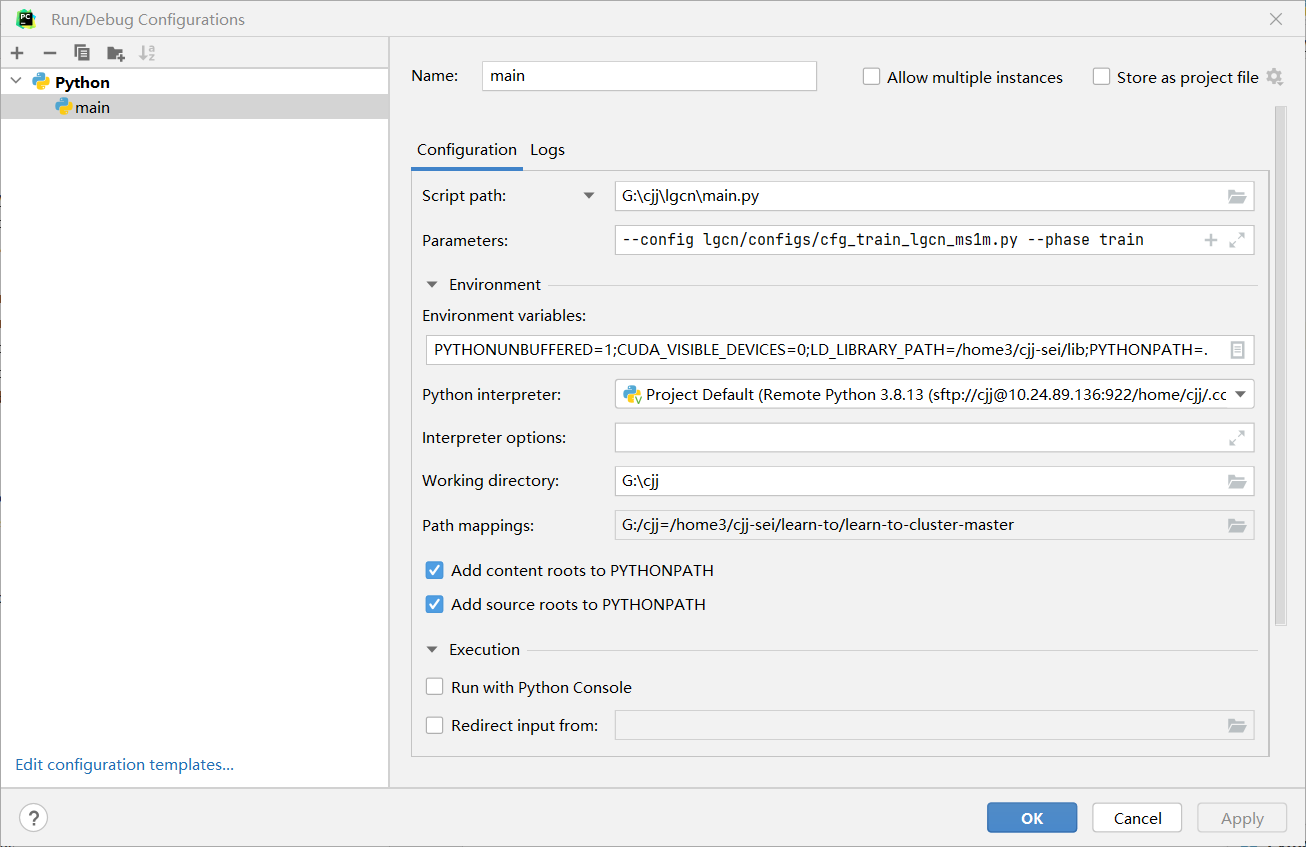 Run/Debug Configurations
Python
main
Edit configuration templates...
Name: main Allow multiple instances Store as project file
Configuration Logs
Script path: G:\cjj\lgcn\main.py
Parameters: --config lgcn/configs/cfg_train_lgcn_ms1m.py --phase train
Environment
Environment variables:
PYTHONUNBUFFERED=1;CUDA_VISIBLE_DEVICES=0;LD_LIBRARY_PATH=/home3/cjj-sei/lib;PYTHONPATH=.
Python interpreter: Project Default (Remote Python 3.8.13 (sftp://cjj@10.24.89.136:922/home/cjj/.cc
Interpreter options:
Working directory: G:\cjj
Path mappings: G:/cjj=/home3/cjj-sei/learn-to/learn-to-cluster-master
Add content roots to PYTHONPATH
Add source roots to PYTHONPATH
Execution
Run with Python Console
Redirect input from:
? OK Cancel Apply